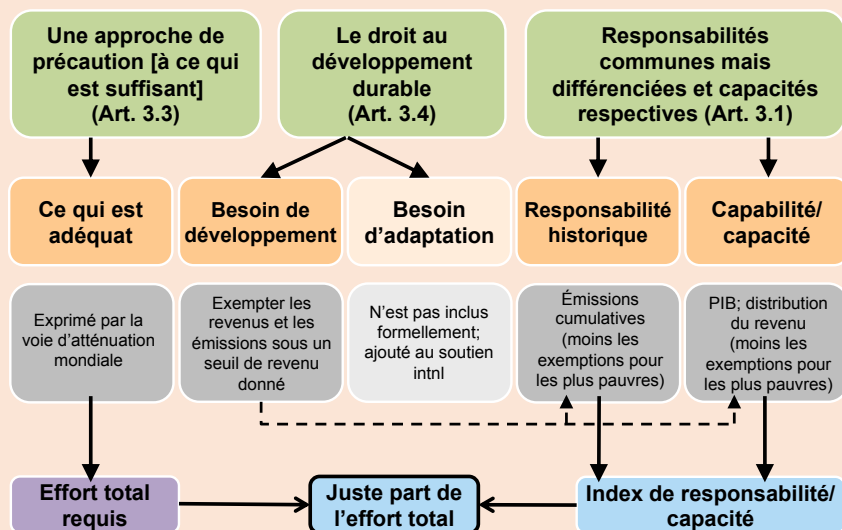 Une approche de
précaution [à ce qui
est suffisant]
(Art. 3.3)
Le droit au
développement
durable
(Art. 3.4)
Responsabilités
communes mais
différenciées et capacités
respectives (Art. 3.1)
Ce qui est
adéquat
Besoin de
développement
Besoin
d’adaptation
Responsabilité
historique
Capabilité/
capacité
Exprimé par la
voie d’atténuation
mondiale
Exempter les
revenus et les
émissions sous un
seuil de revenu
donné
N’est pas inclus
formellement;
ajouté au soutien
intnl
Émissions
cumulatives
(moins les
exemptions pour
les plus pauvres)
PIB; distribution
du revenu
(moins les
exemptions pour
les plus pauvres)
Effort total
requis
Juste part de
l’effort total
Index de responsabilité/
capacité